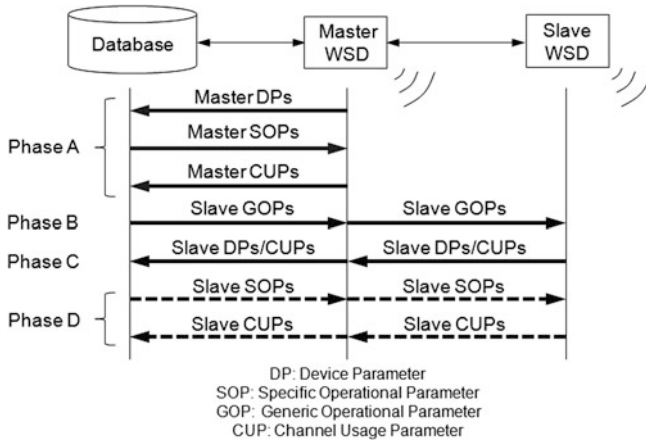 Database
Master
WSD
Slave
WSD
Phase A
Master DPs
Master SOPs
Master CUPs
Phase B
Slave GOPs
Slave GOPs
Phase C
Slave DPs/CUPs
Slave DPs/CUPs
Phase D
Slave SOPs
Slave SOPs
Slave CUPs
Slave CUPs
DP: Device Parameter
SOP: Specific Operational Parameter
GOP: Generic Operational Parameter
CUP: Channel Usage Parameter